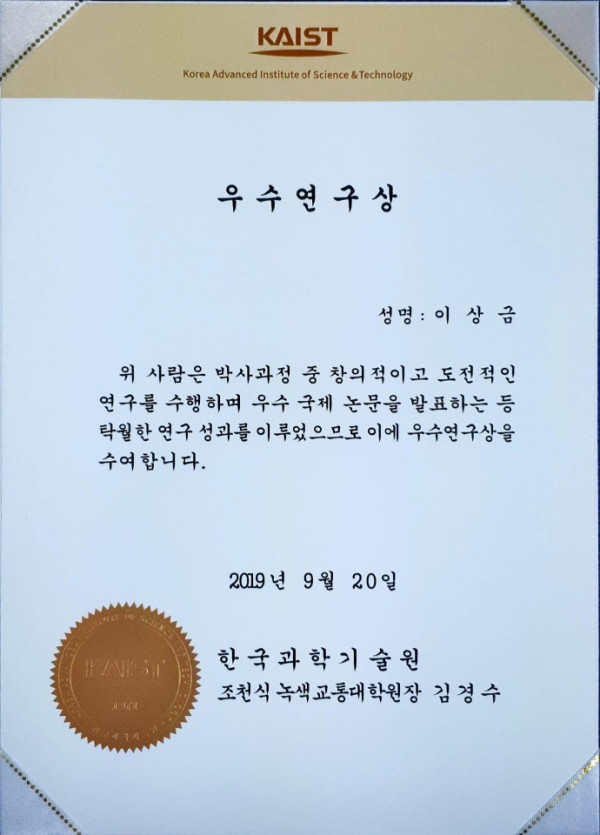 KAIST
Korea Advanced Institute of Science & Technology
우수연구상
성명 : 이 상 금
위 사람은 박사과정 중 창의적이고 도전적인
연구를 수행하며 우수 국제 논문을 발표하는 등
탁월한 연구 성과를 이루었으므로 이에 우수연구상을
수여합니다.
2019년 9월 20일
한국과학기술원
조천식 녹색교통대학원장 김경수
KAIST
1971